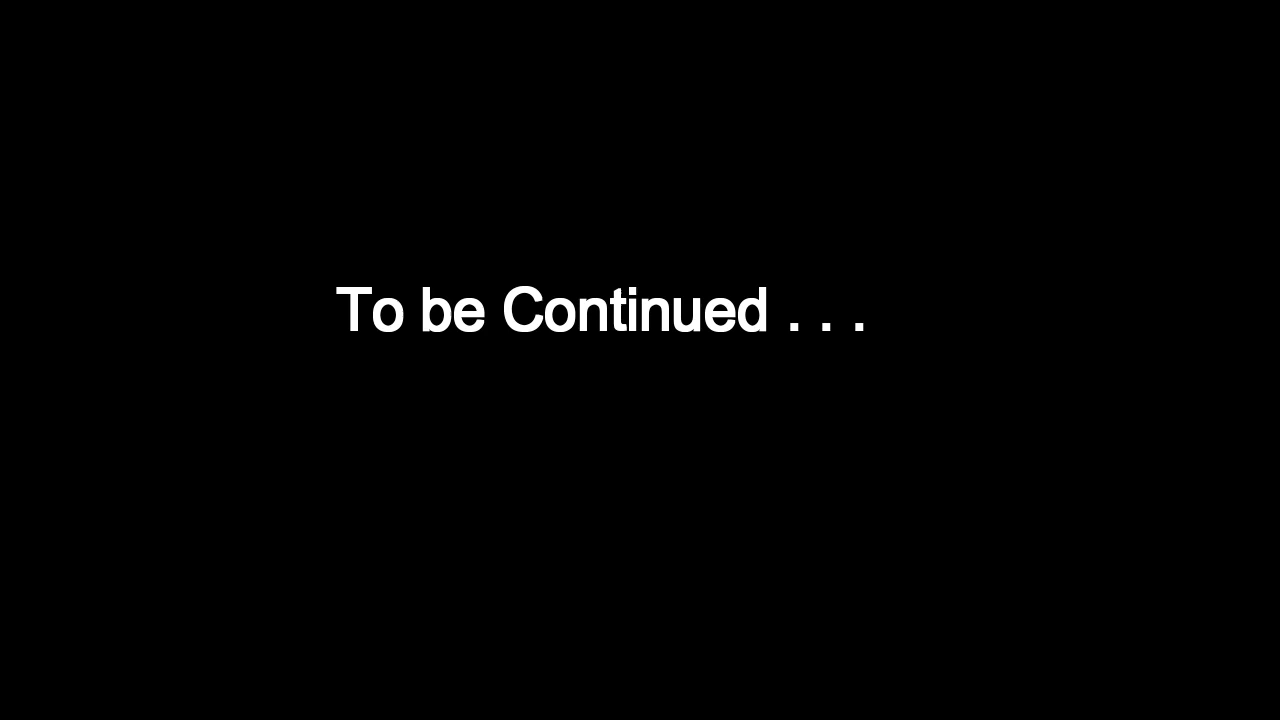 To be Continued . . .